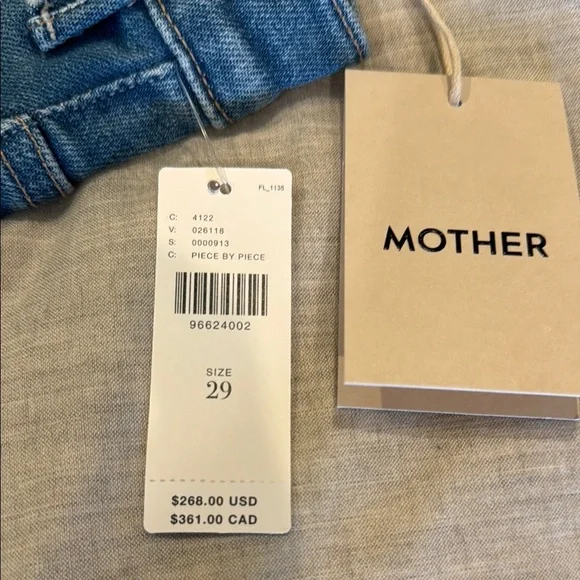 FL_1135
C: 4122
V: 026118
S: 0000913
C: PIECE BY PIECE
96624002
SIZE
29
$268.00 USD
$361.00 CAD
MOTHER